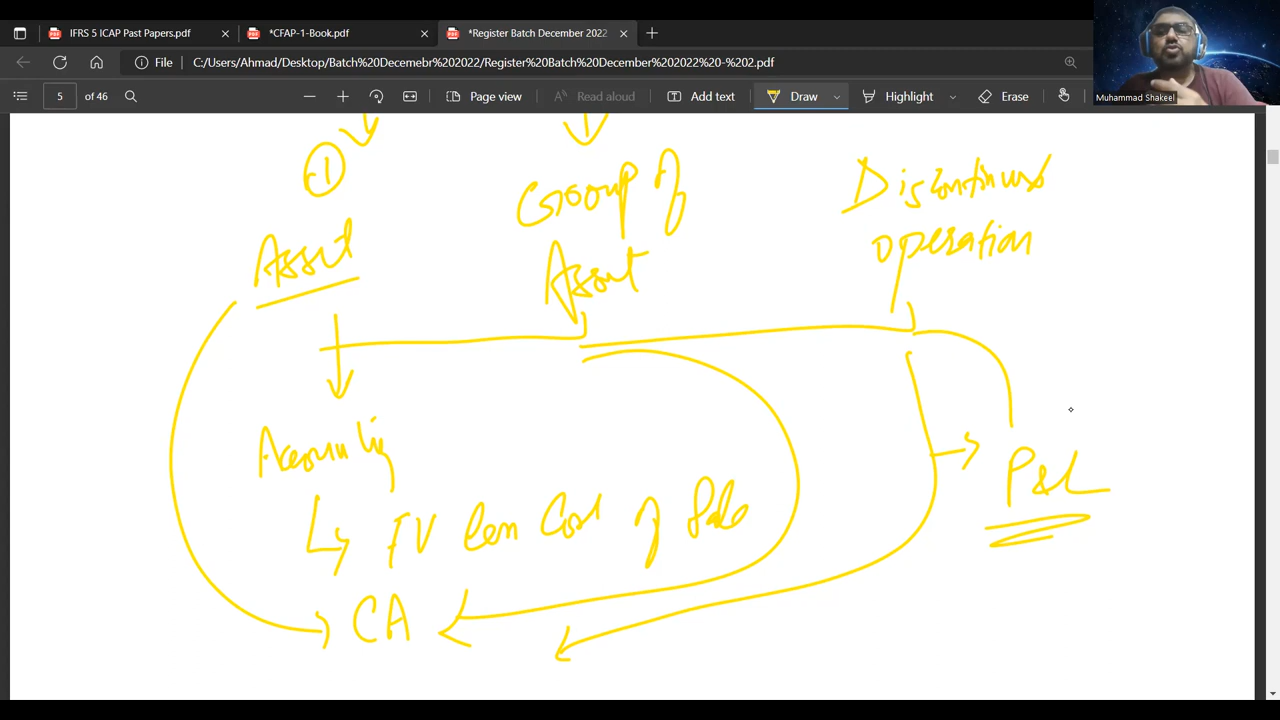 IFRS 5 ICAP Past Papers.pdf
*CFAP-1-Book.pdf
*Register Batch December 2022
File
C:/Users/Ahmad/Desktop/Batch%20Decemebr%202022/Register%20Batch%20December%202022%20-%202.pdf
5 of 46
Page view
Read aloud
Add text
Draw
Highlight
Erase
Muhammad Shakeel
1
Asset
Group of
Asset
Discontinued
operation
Accounting
FV less Cost of Sale
CA
P&L